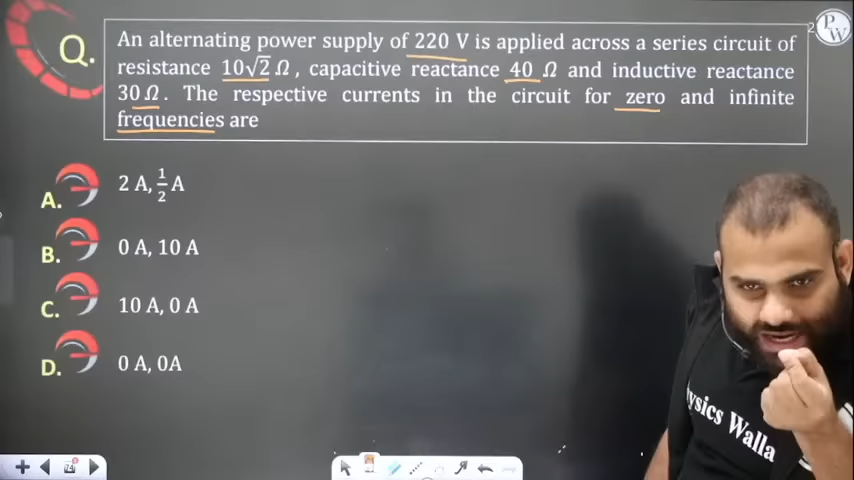 Q.
An alternating power supply of 220 V is applied across a series circuit of
resistance 10√2 Ω, capacitive reactance 40 Ω and inductive reactance
30 Ω. The respective currents in the circuit for zero and infinite
frequencies are
A. 2 A, 1/2 A
B. 0 A, 10 A
C. 10 A, 0 A
D. 0 A, 0A
P W
ysics Wallah